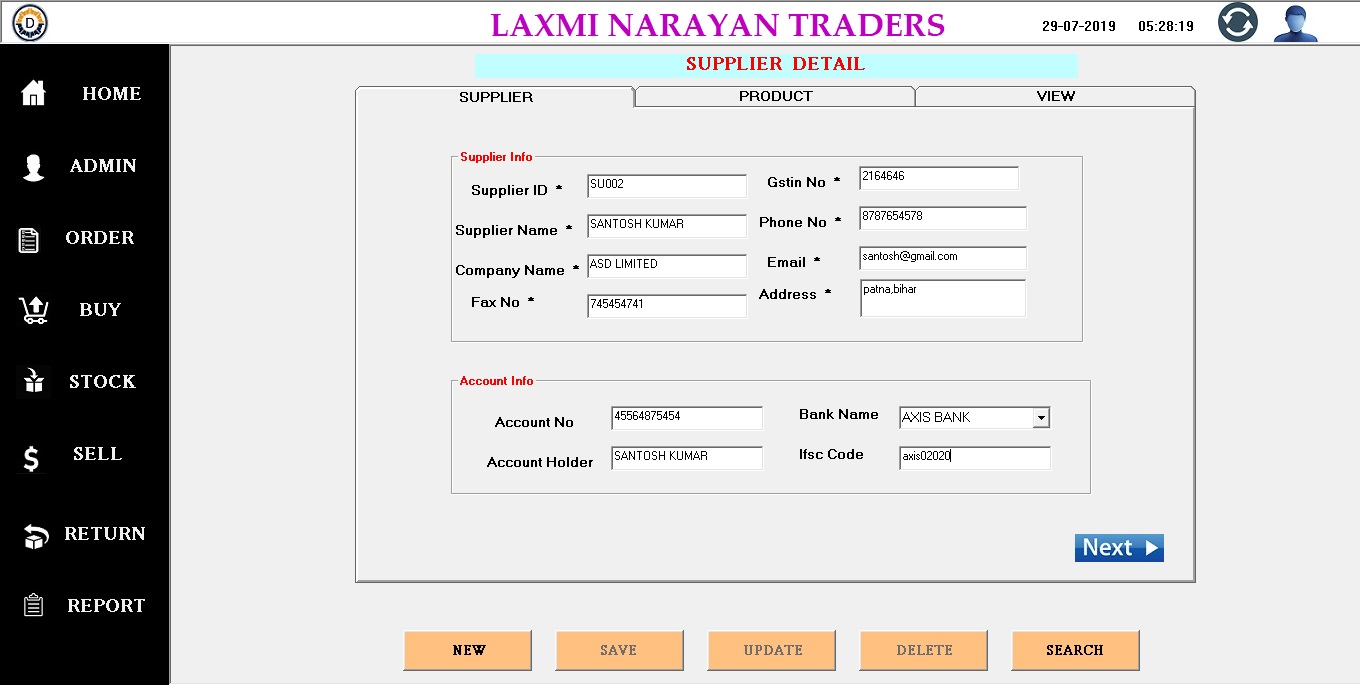 D
LAXMI NARAYAN TRADERS
29-07-2019 05:28:19
SUPPLIER DETAIL
HOME
ADMIN
ORDER
BUY
STOCK
SELL
RETURN
REPORT
SUPPLIER PRODUCT VIEW
Supplier Info
Supplier ID * SU002 Gstin No * 2164646
Supplier Name * SANTOSH KUMAR Phone No * 8787654578
Company Name * ASD LIMITED Email * santosh@gmail.com
Fax No * 745454741 Address * patna,bihar
Account Info
Account No 45564875454 Bank Name AXIS BANK
Account Holder SANTOSH KUMAR Ifsc Code axis02020
Next
NEW SAVE UPDATE DELETE SEARCH